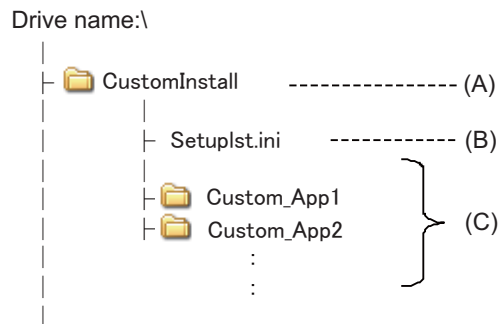 Drive name:\
CustomInstall (A)
SetupIst.ini (B)
Custom_App1
Custom_App2 (C)
:
: